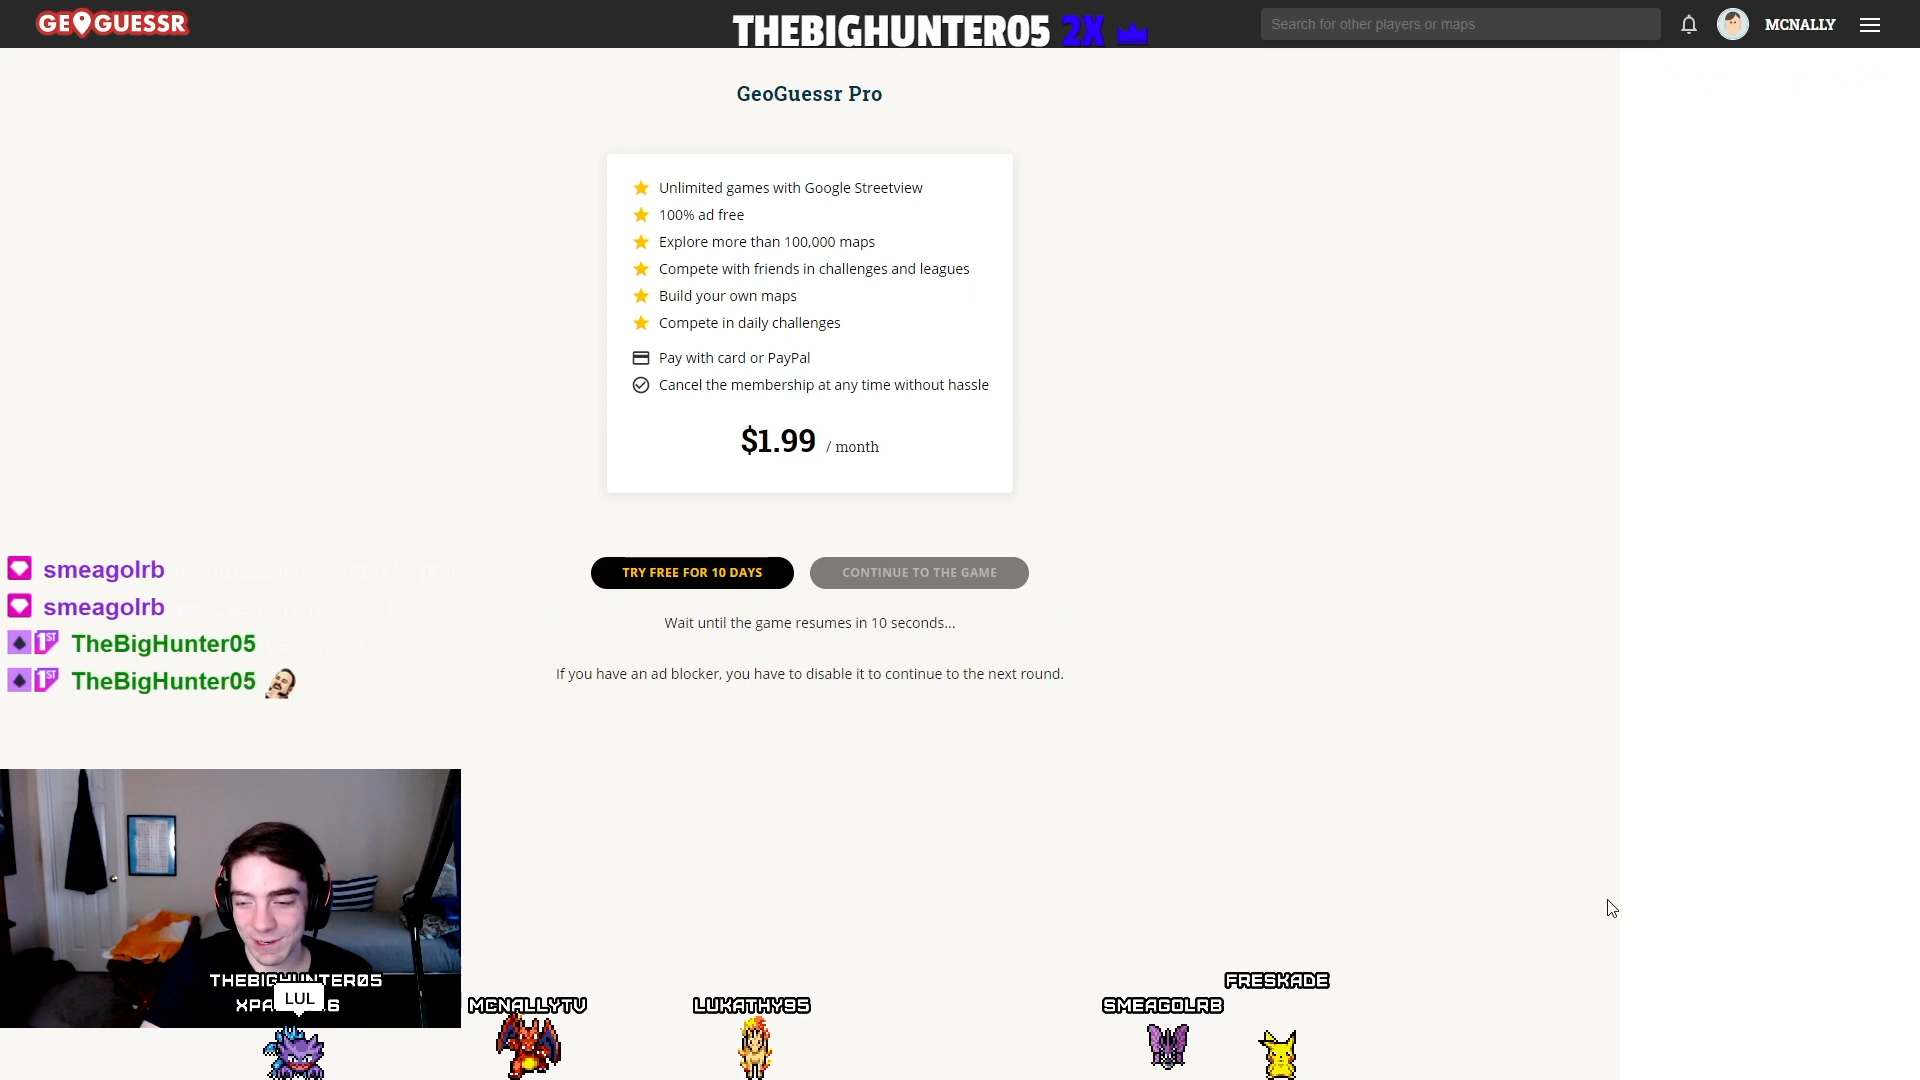 GEOGUESSR
THEBIGHUNTER05 2X
Search for other players or maps
MCNALLY
GeoGuessr Pro
Unlimited games with Google Streetview
100% ad free
Explore more than 100,000 maps
Compete with friends in challenges and leagues
Build your own maps
Compete in daily challenges
Pay with card or PayPal
Cancel the membership at any time without hassle
$1.99 / month
TRY FREE FOR 10 DAYS
CONTINUE TO THE GAME
Wait until the game resumes in 10 seconds...
If you have an ad blocker, you have to disable it to continue to the next round.
smeagolrb
smeagolrb
1ST TheBigHunter05
1ST TheBigHunter05
THEBIGHUNTER05
LUL
MCNALLYTV
LUKATHY95
SMEAGOLRB
FRESKADE